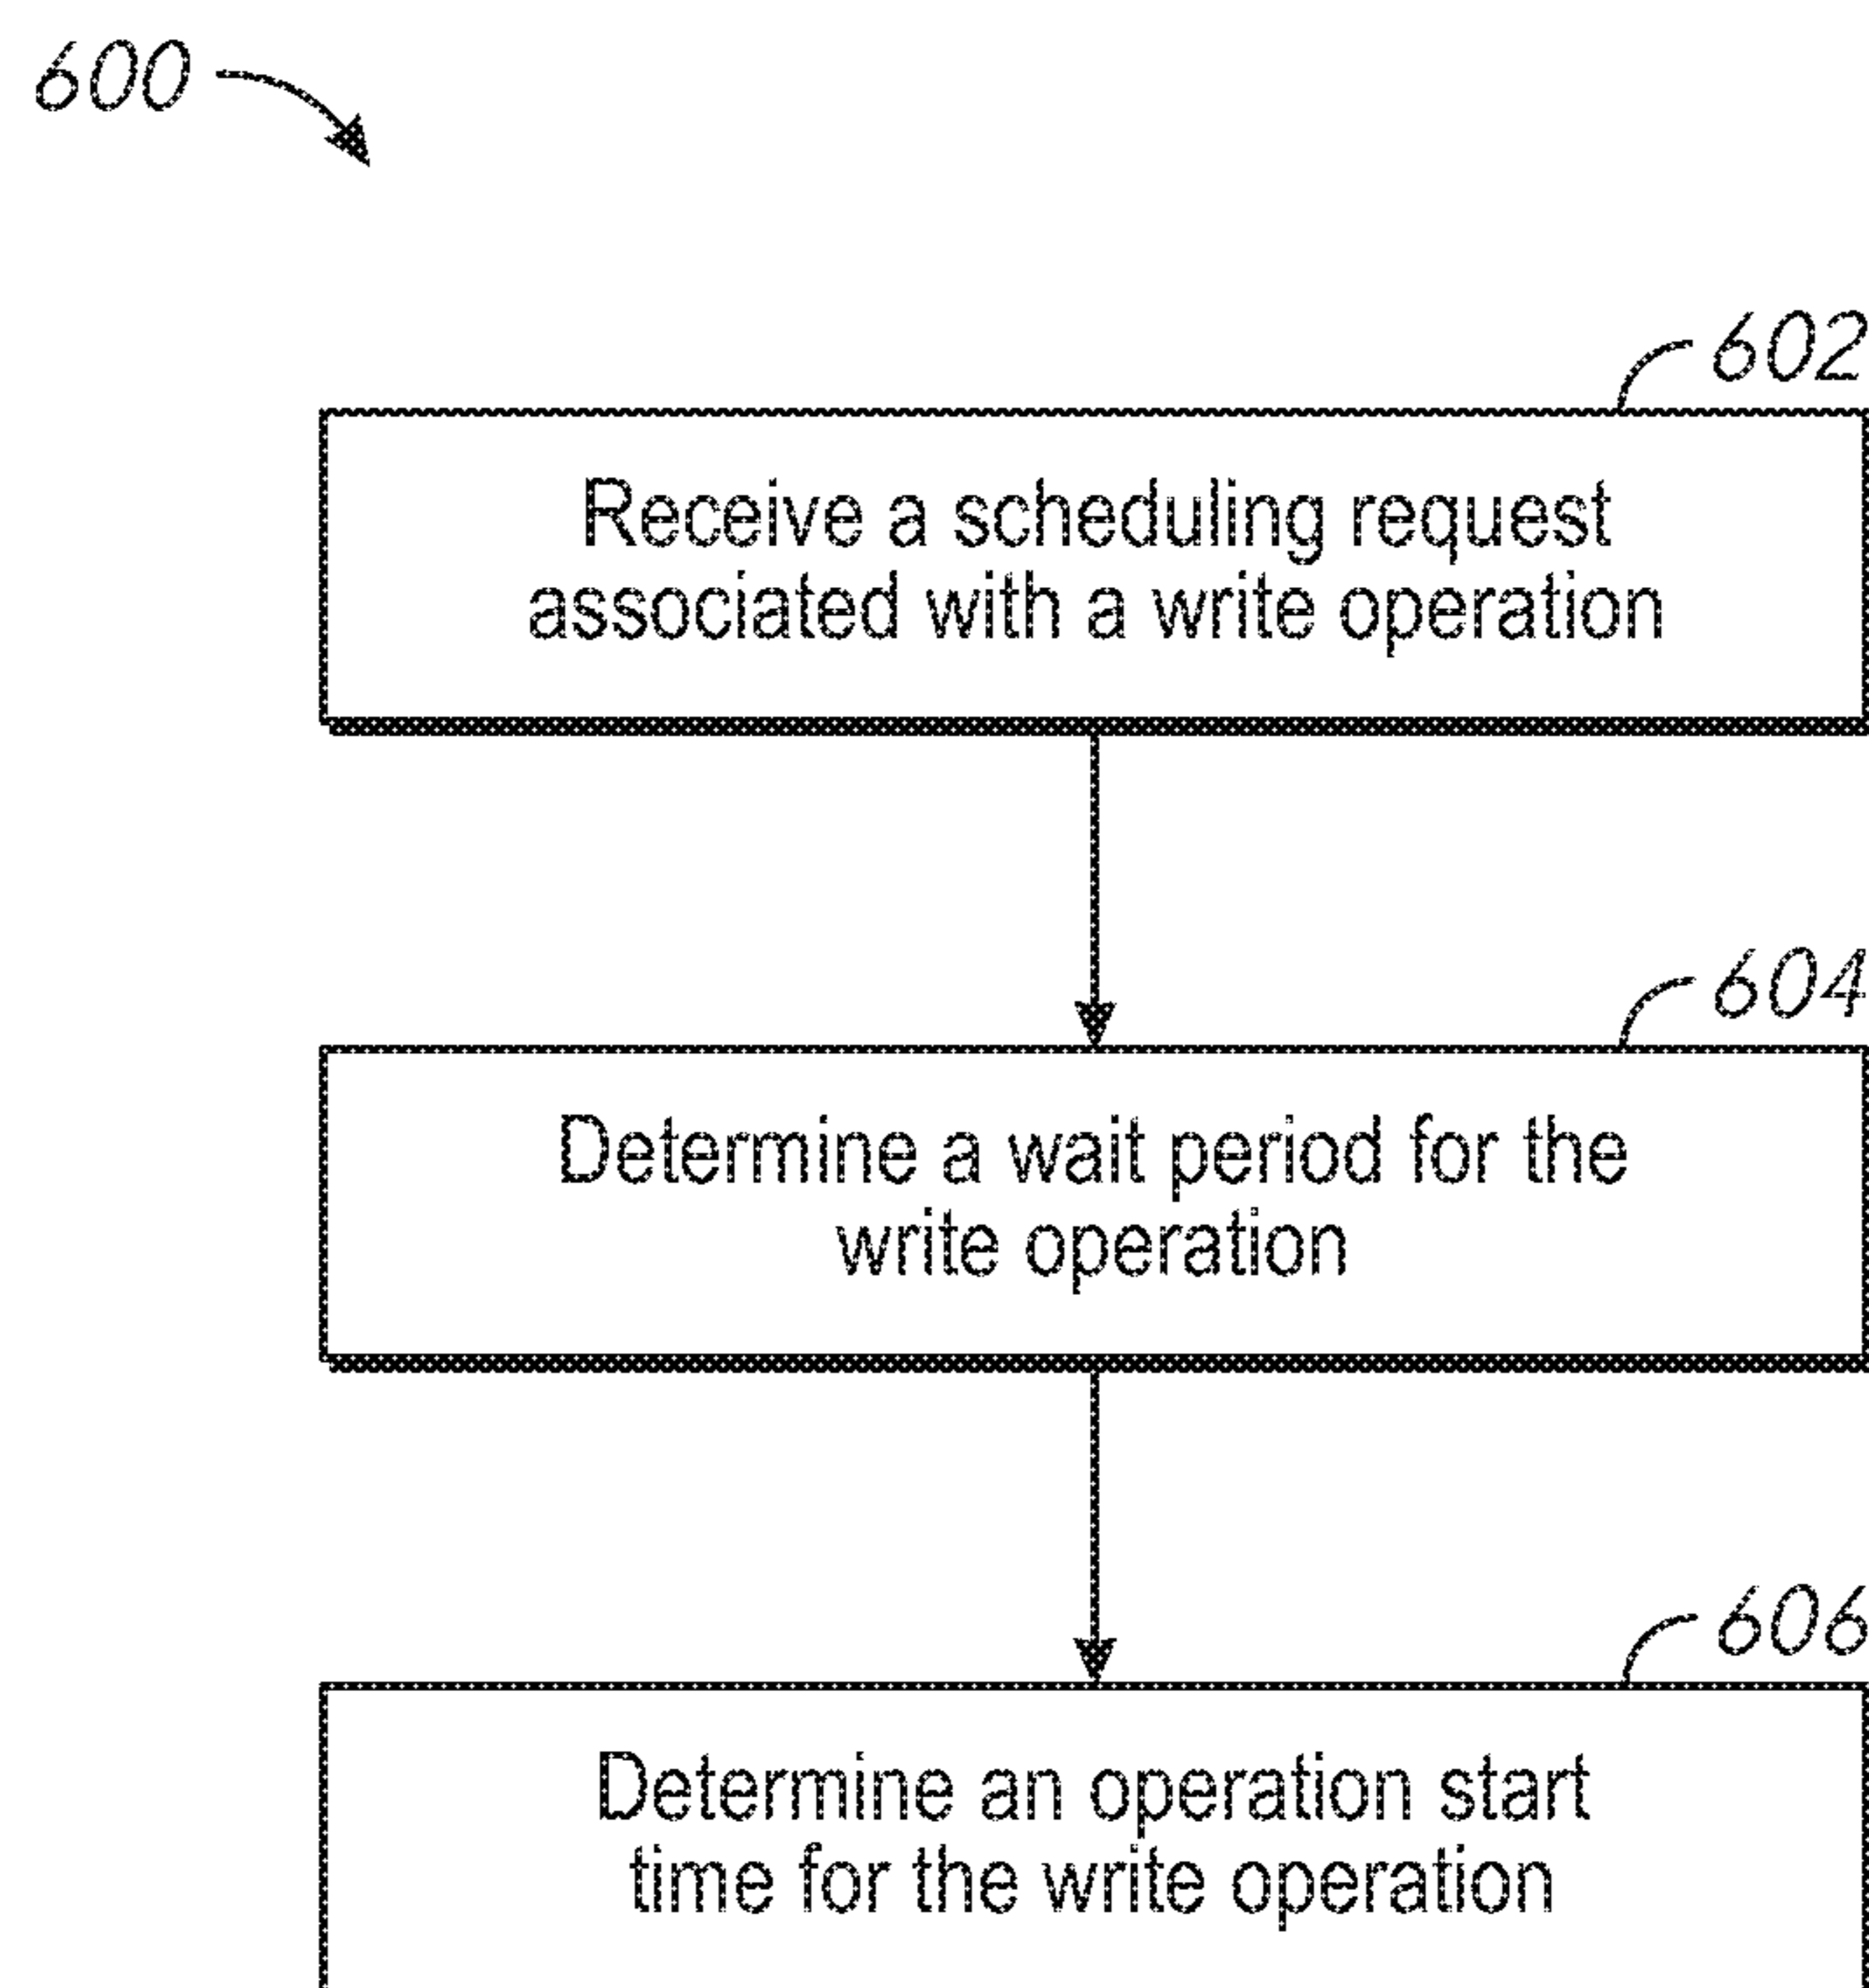 600
602
Receive a scheduling request
associated with a write operation
604
Determine a wait period for the
write operation
606
Determine an operation start
time for the write operation